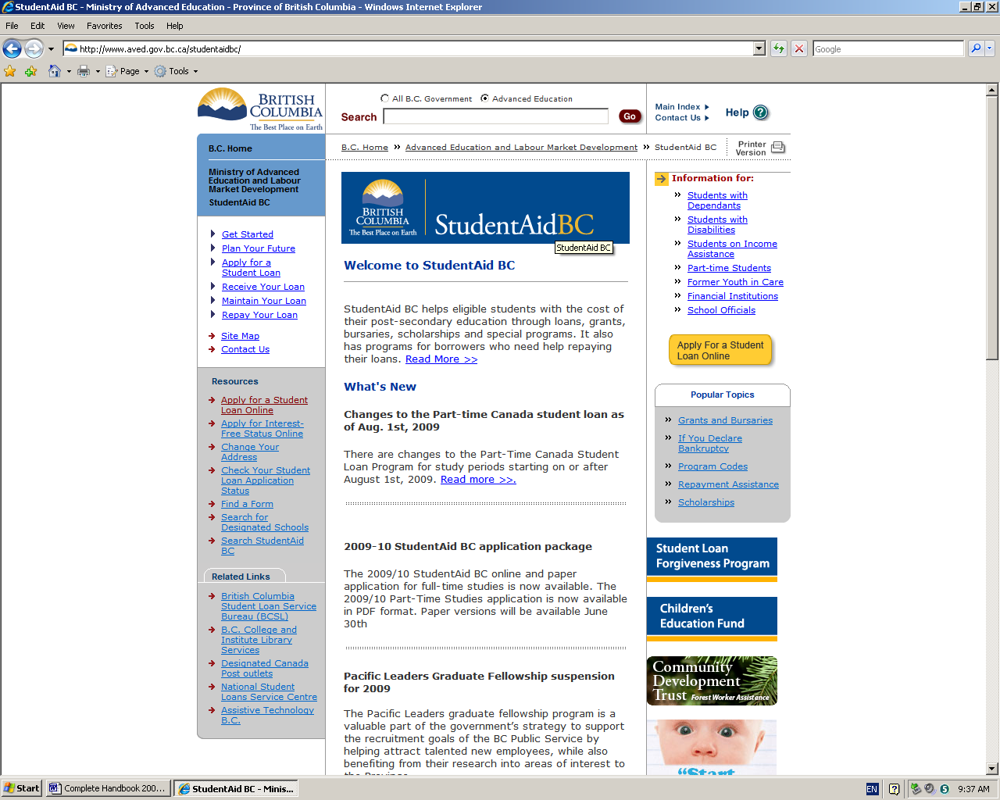 StudentAid BC - Ministry of Advanced Education - Province of British Columbia - Windows Internet Explorer
File Edit View Favorites Tools Help
http://www.aved.gov.bc.ca/studentaidbc/
Google
Page Tools
BRITISH
COLUMBIA
The Best Place on Earth
All B.C. Government Advanced Education
Search Go
Main Index
Contact Us
Help ?
B.C. Home » Advanced Education and Labour Market Development » StudentAid BC
Printer
Version
B.C. Home
Ministry of Advanced
Education and Labour
Market Development
StudentAid BC
Get Started
Plan Your Future
Apply for a
Student Loan
Receive Your Loan
Maintain Your Loan
Repay Your Loan
Site Map
Contact Us
Resources
Apply for a Student
Loan Online
Apply for Interest-
Free Status Online
Change Your
Address
Check Your Student
Loan Application
Status
Find a Form
Search for
Designated Schools
Search StudentAid
BC
Related Links
British Columbia
Student Loan Service
Bureau (BCSL)
B.C. College and
Institute Library
Services
Designated Canada
Post outlets
National Student
Loans Service Centre
Assistive Technology
B.C.
BRITISH
COLUMBIA
The Best Place on Earth
StudentAidBC
StudentAid BC
Welcome to StudentAid BC
StudentAid BC helps eligible students with the cost of
their post-secondary education through loans, grants,
bursaries, scholarships and special programs. It also
has programs for borrowers who need help repaying
their loans. Read More >>
What's New
Changes to the Part-time Canada student loan as
of Aug. 1st, 2009
There are changes to the Part-Time Canada Student
Loan Program for study periods starting on or after
August 1st, 2009. Read more >>.
2009-10 StudentAid BC application package
The 2009/10 StudentAid BC online and paper
application for full-time studies is now available. The
2009/10 Part-Time Studies application is now available
in PDF format. Paper versions will be available June
30th
Pacific Leaders Graduate Fellowship suspension
for 2009
The Pacific Leaders graduate fellowship program is a
valuable part of the government's strategy to support
the recruitment goals of the BC Public Service by
helping attract talented new employees, while also
benefiting from their research into areas of interest to
the Province.
Information for:
» Students with
Dependants
» Students with
Disabilities
» Students on Income
Assistance
» Part-time Students
» Former Youth in Care
» Financial Institutions
» School Officials
Apply For a Student
Loan Online
Popular Topics
» Grants and Bursaries
» If You Declare
Bankruptcy
» Program Codes
» Repayment Assistance
» Scholarships
Student Loan
Forgiveness Program
Children's
Education Fund
Community
Development
Trust Forest Worker Assistance
"Start
Start Complete Handbook 200... StudentAid BC - Minis... EN 9:37 AM